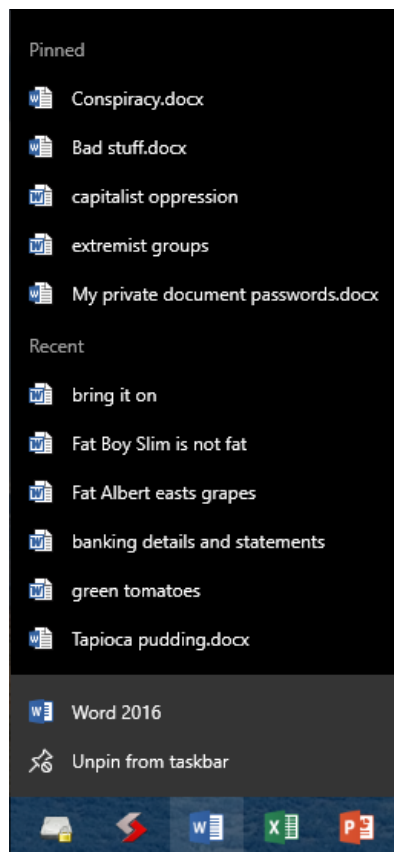 Pinned
Conspiracy.docx
Bad stuff.docx
capitalist oppression
extremist groups
My private document passwords.docx
Recent
bring it on
Fat Boy Slim is not fat
Fat Albert easts grapes
banking details and statements
green tomatoes
Tapioca pudding.docx
Word 2016
Unpin from taskbar